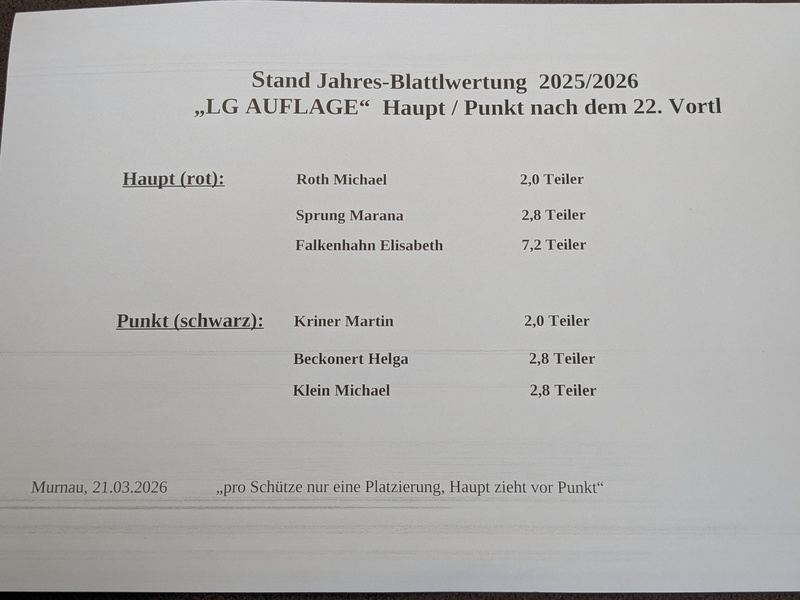 Stand Jahres-Blattlwertung 2025/2026
„LG AUFLAGE“ Haupt / Punkt nach dem 22. Vortl
Haupt (rot): Roth Michael 2,0 Teiler
Sprung Marana 2,8 Teiler
Falkenhahn Elisabeth 7,2 Teiler
Punkt (schwarz): Kriner Martin 2,0 Teiler
Beckonert Helga 2,8 Teiler
Klein Michael 2,8 Teiler
Murnau, 21.03.2026 „pro Schütze nur eine Platzierung, Haupt zieht vor Punkt“